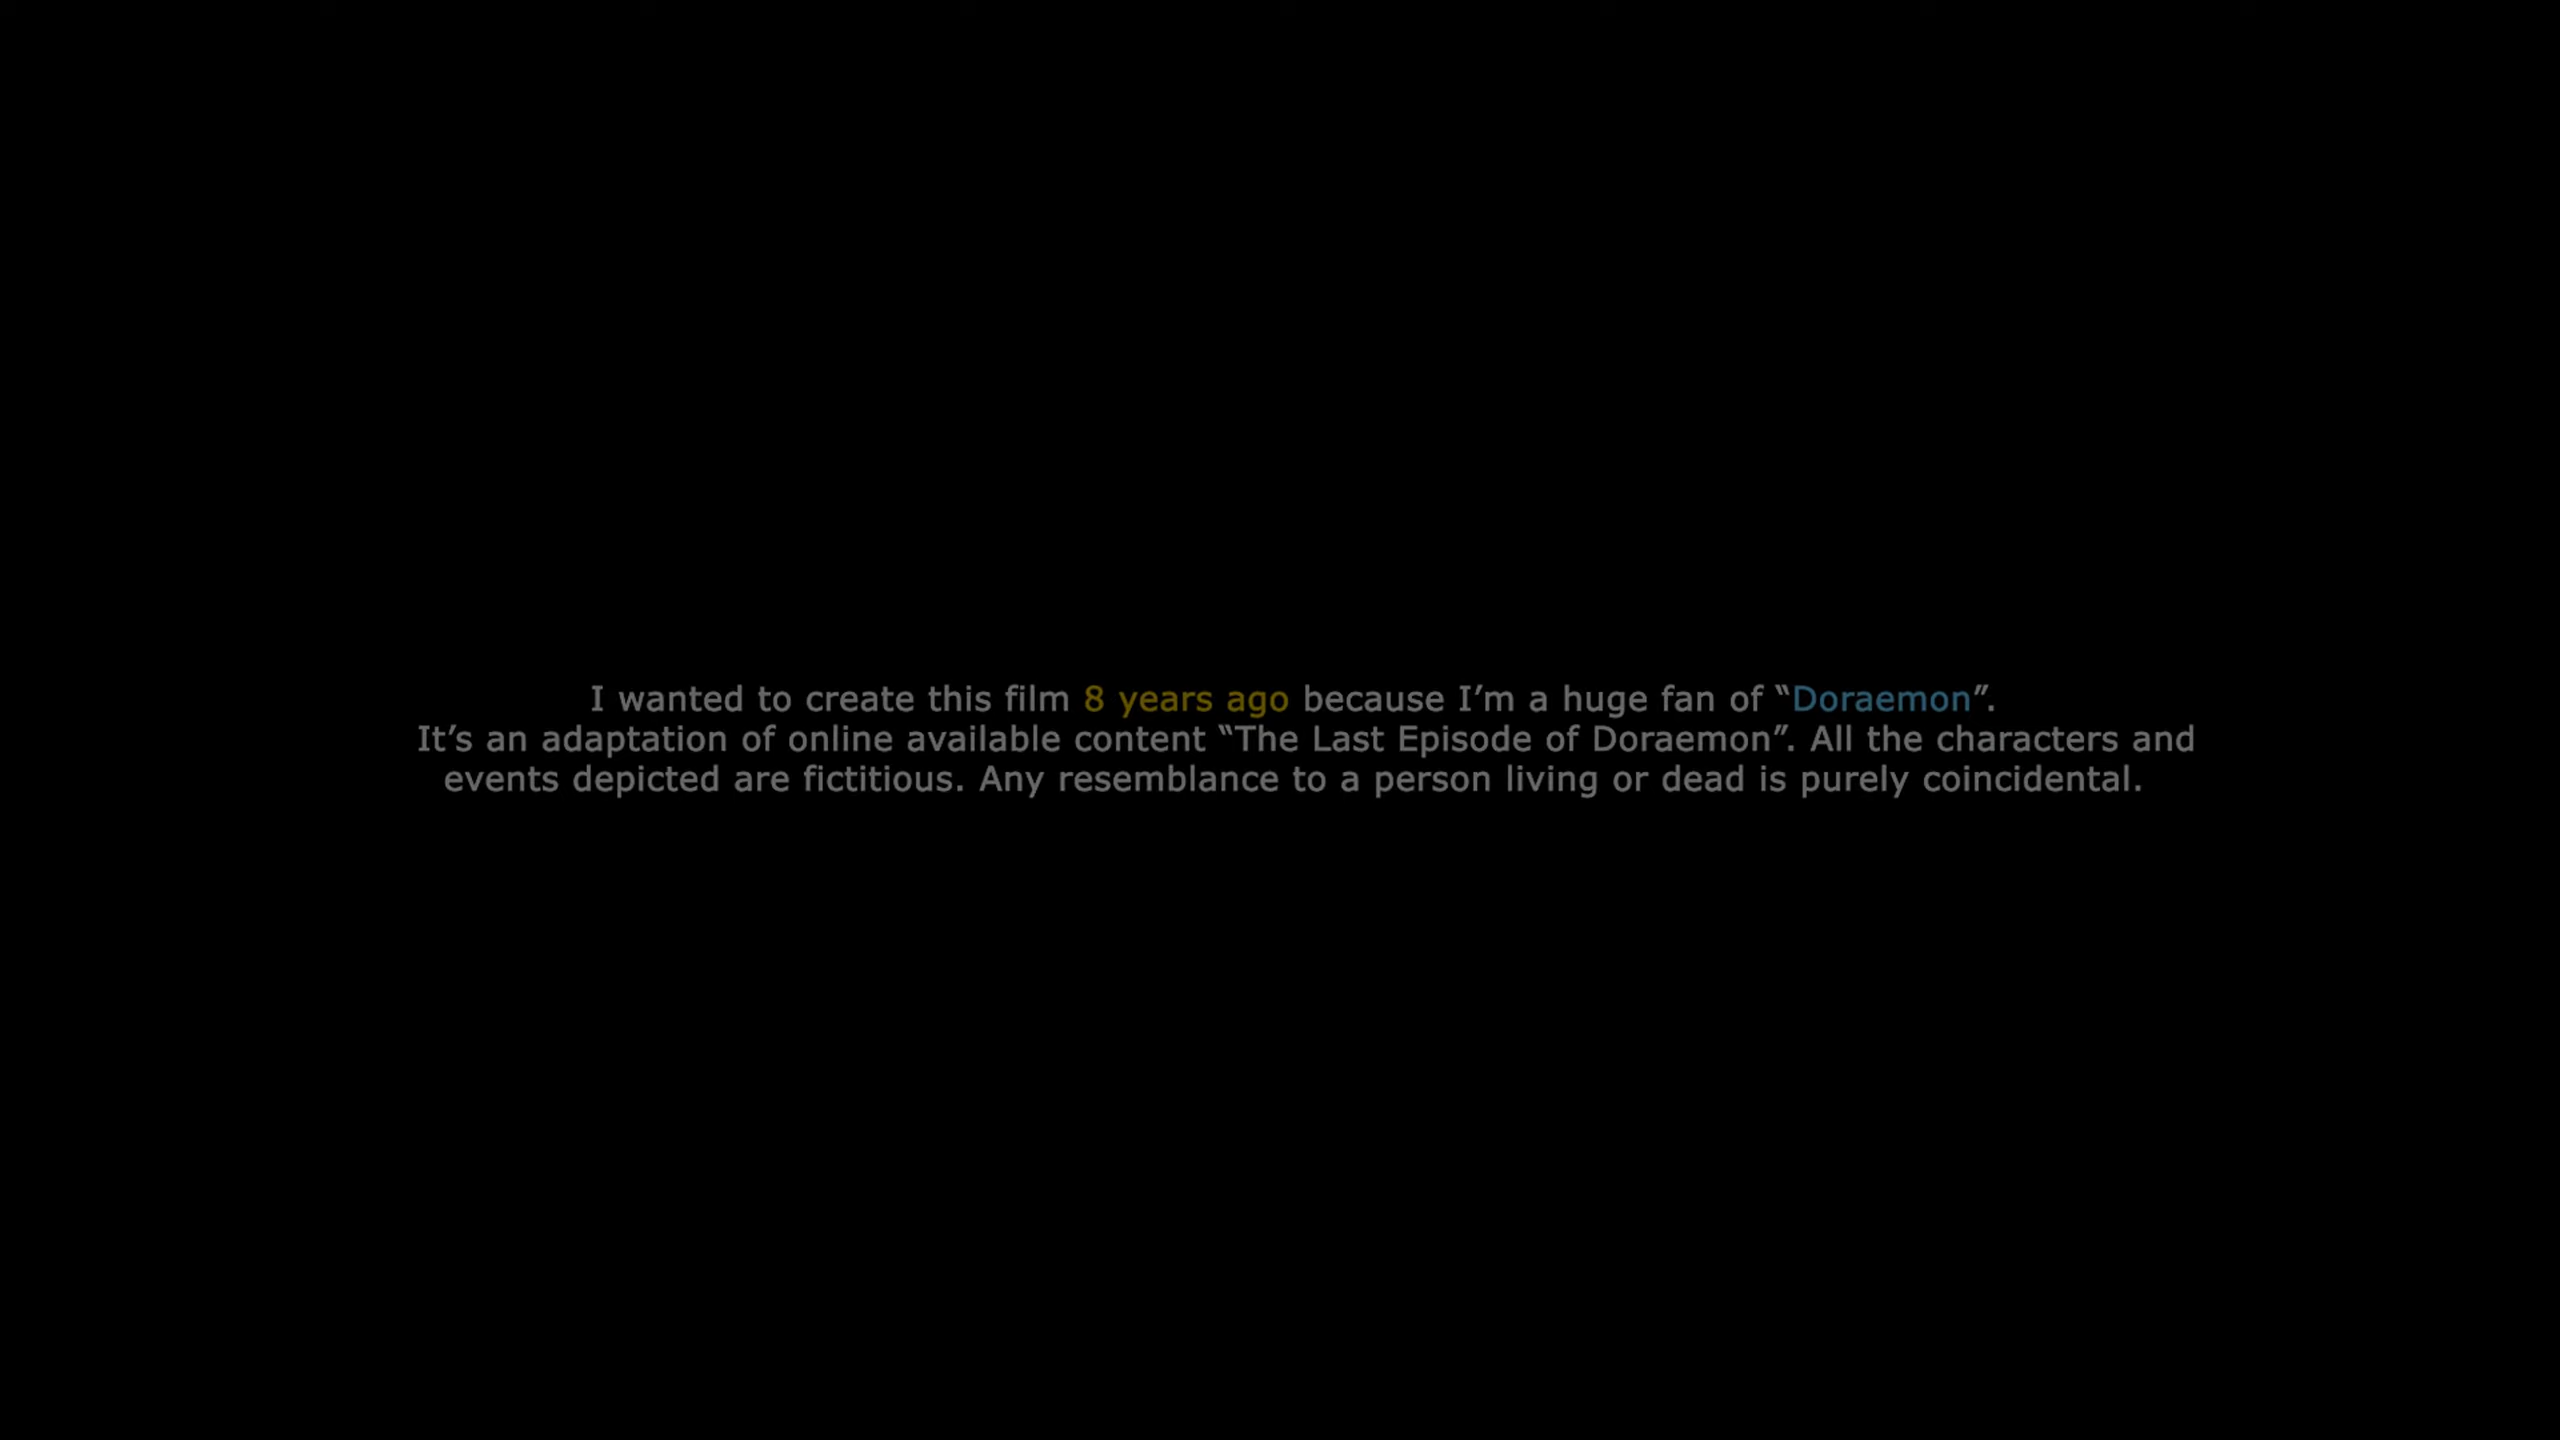 I wanted to create this film 8 years ago because I’m a huge fan of “Doraemon”.
It’s an adaptation of online available content “The Last Episode of Doraemon”. All the characters and
events depicted are fictitious. Any resemblance to a person living or dead is purely coincidental.